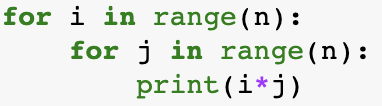 for i in range(n):
    for j in range(n):
        print(i*j)